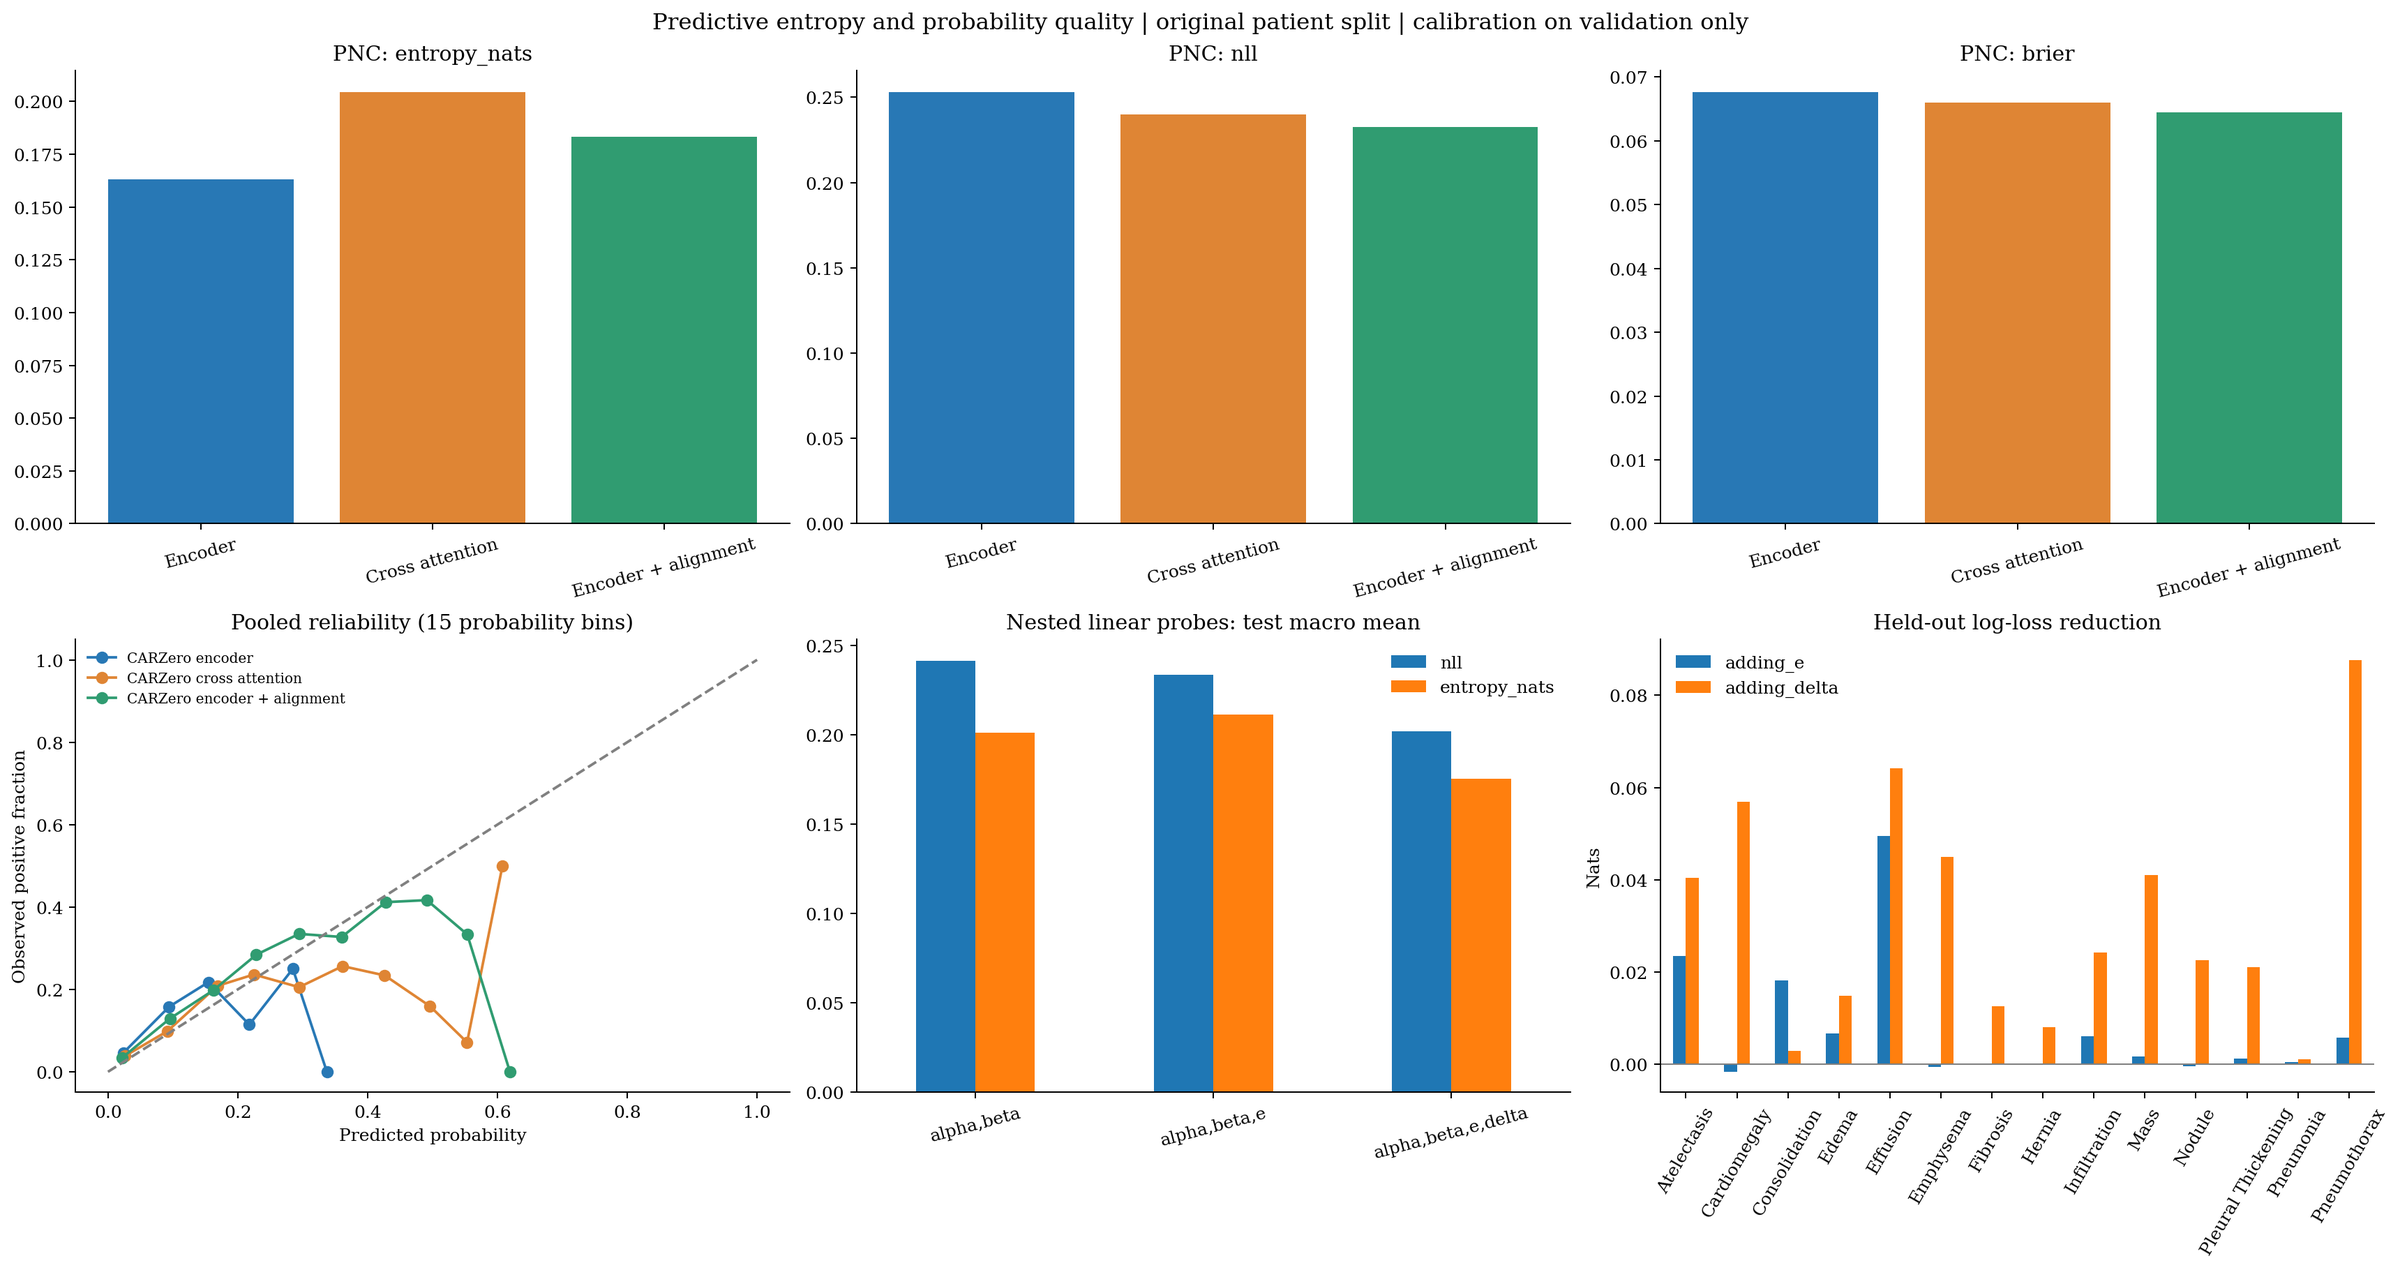 Predictive entropy and probability quality | original patient split | calibration on validation only
PNC: entropy_nats
0.200
0.175
0.150
0.125
0.100
0.075
0.050
0.025
0.000
Encoder
Cross attention
Encoder + alignment
PNC: nll
0.25
0.20
0.15
0.10
0.05
0.00
Encoder
Cross attention
Encoder + alignment
PNC: brier
0.07
0.06
0.05
0.04
0.03
0.02
0.01
0.00
Encoder
Cross attention
Encoder + alignment
Pooled reliability (15 probability bins)
CARZero encoder
CARZero cross attention
CARZero encoder + alignment
Observed positive fraction
1.0
0.8
0.6
0.4
0.2
0.0
0.0
0.2
0.4
0.6
0.8
1.0
Predicted probability
Nested linear probes: test macro mean
nll
entropy_nats
0.25
0.20
0.15
0.10
0.05
0.00
alpha,beta
alpha,beta,e
alpha,beta,e,delta
Held-out log-loss reduction
adding_e
adding_delta
Nats
0.08
0.06
0.04
0.02
0.00
Atelectasis
Cardiomegaly
Consolidation
Edema
Effusion
Emphysema
Fibrosis
Hernia
Infiltration
Mass
Nodule
Pleural Thickening
Pneumonia
Pneumothorax